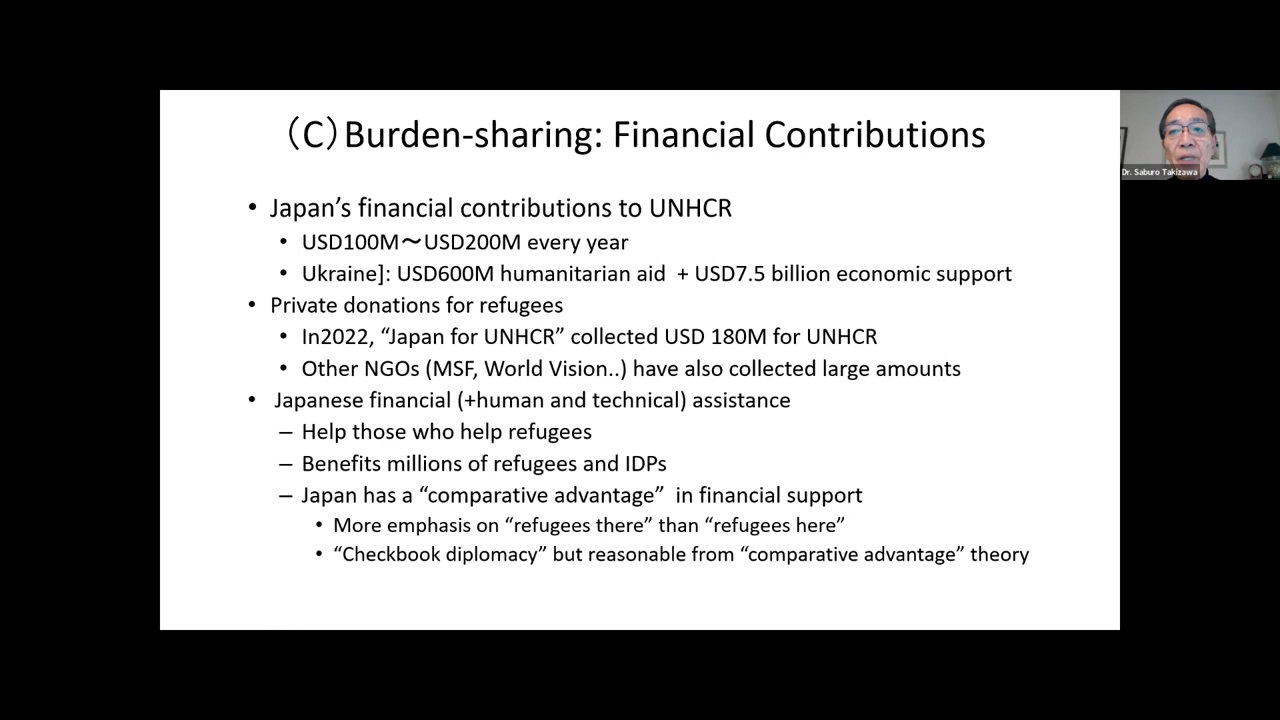 （C）Burden-sharing: Financial Contributions
• Japan’s financial contributions to UNHCR
• USD100M～USD200M every year
• Ukraine]: USD600M humanitarian aid + USD7.5 billion economic support
• Private donations for refugees
• In2022, “Japan for UNHCR” collected USD 180M for UNHCR
• Other NGOs (MSF, World Vision..) have also collected large amounts
• Japanese financial (+human and technical) assistance
– Help those who help refugees
– Benefits millions of refugees and IDPs
– Japan has a “comparative advantage” in financial support
• More emphasis on “refugees there” than “refugees here”
• “Checkbook diplomacy” but reasonable from “comparative advantage” theory
Dr. Saburo Takizawa